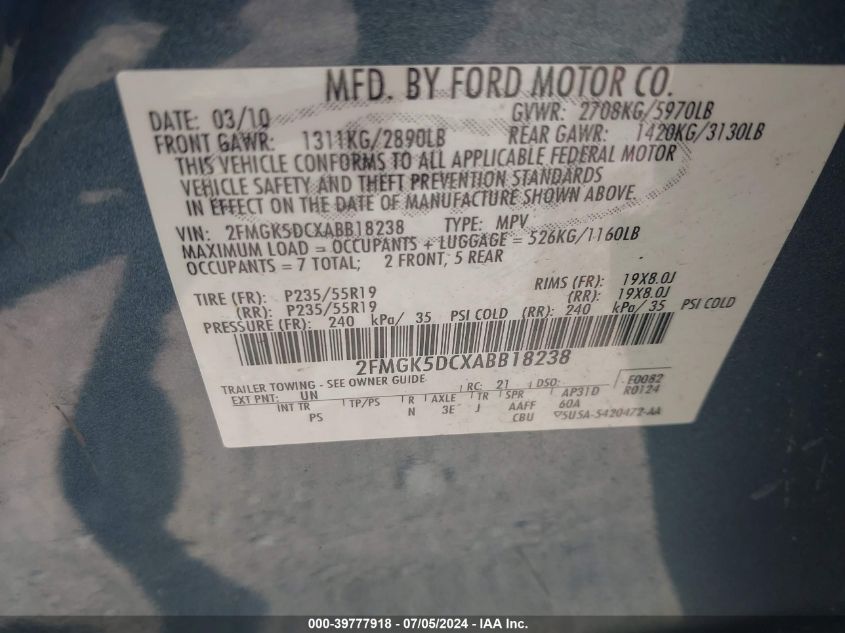 MFD. BY FORD MOTOR CO.
DATE: 03/10 GVWR: 2708KG/5970LB
FRONT GAWR: 1311KG/2890LB REAR GAWR: 1420KG/3130LB
THIS VEHICLE CONFORMS TO ALL APPLICABLE FEDERAL MOTOR
VEHICLE SAFETY AND THEFT PREVENTION STANDARDS
IN EFFECT ON THE DATE OF MANUFACTURE SHOWN ABOVE.
VIN: 2FMGK5DCXABB18238 TYPE: MPV
MAXIMUM LOAD = OCCUPANTS + LUGGAGE = 526KG/1160LB
OCCUPANTS = 7 TOTAL; 2 FRONT, 5 REAR
TIRE (FR): P235/55R19 RIMS (FR): 19X8.0J
(RR): P235/55R19 (RR): 19X8.0J
PRESSURE (FR): 240 kPa/ 35 PSI COLD (RR): 240 kPa/ 35 PSI COLD
2FMGK5DCXABB18238
TRAILER TOWING - SEE OWNER GUIDE
EXT PNT: UN RC: 21 DSO: F0082
INT TR TP/PS R AXLE TR SPR AP31D R0124
PS N 3E J AAFF 60A
CBU 5U5A-5420472-AA
000-39777918 / 07/05/2024 - IAA Inc.